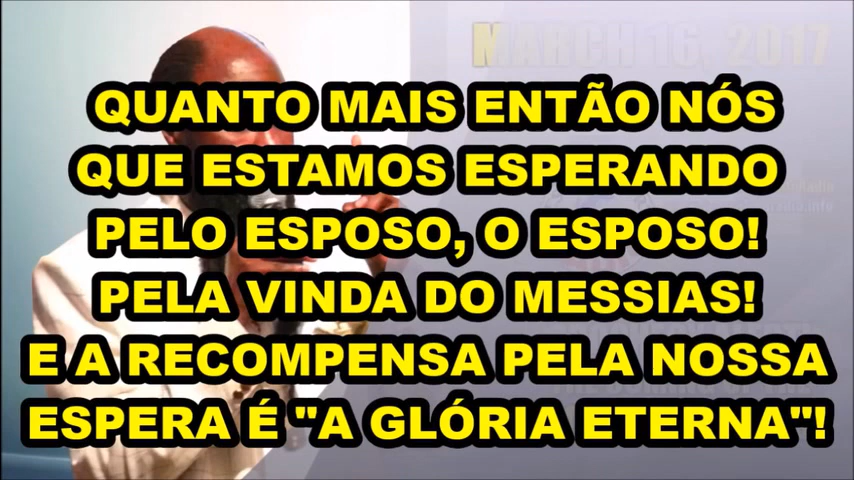 MARCH 16, 2017
QUANTO MAIS ENTÃO NÓS
QUE ESTAMOS ESPERANDO
PELO ESPOSO, O ESPOSO!
PELA VINDA DO MESSIAS!
E A RECOMPENSA PELA NOSSA
ESPERA É "A GLÓRIA ETERNA"!